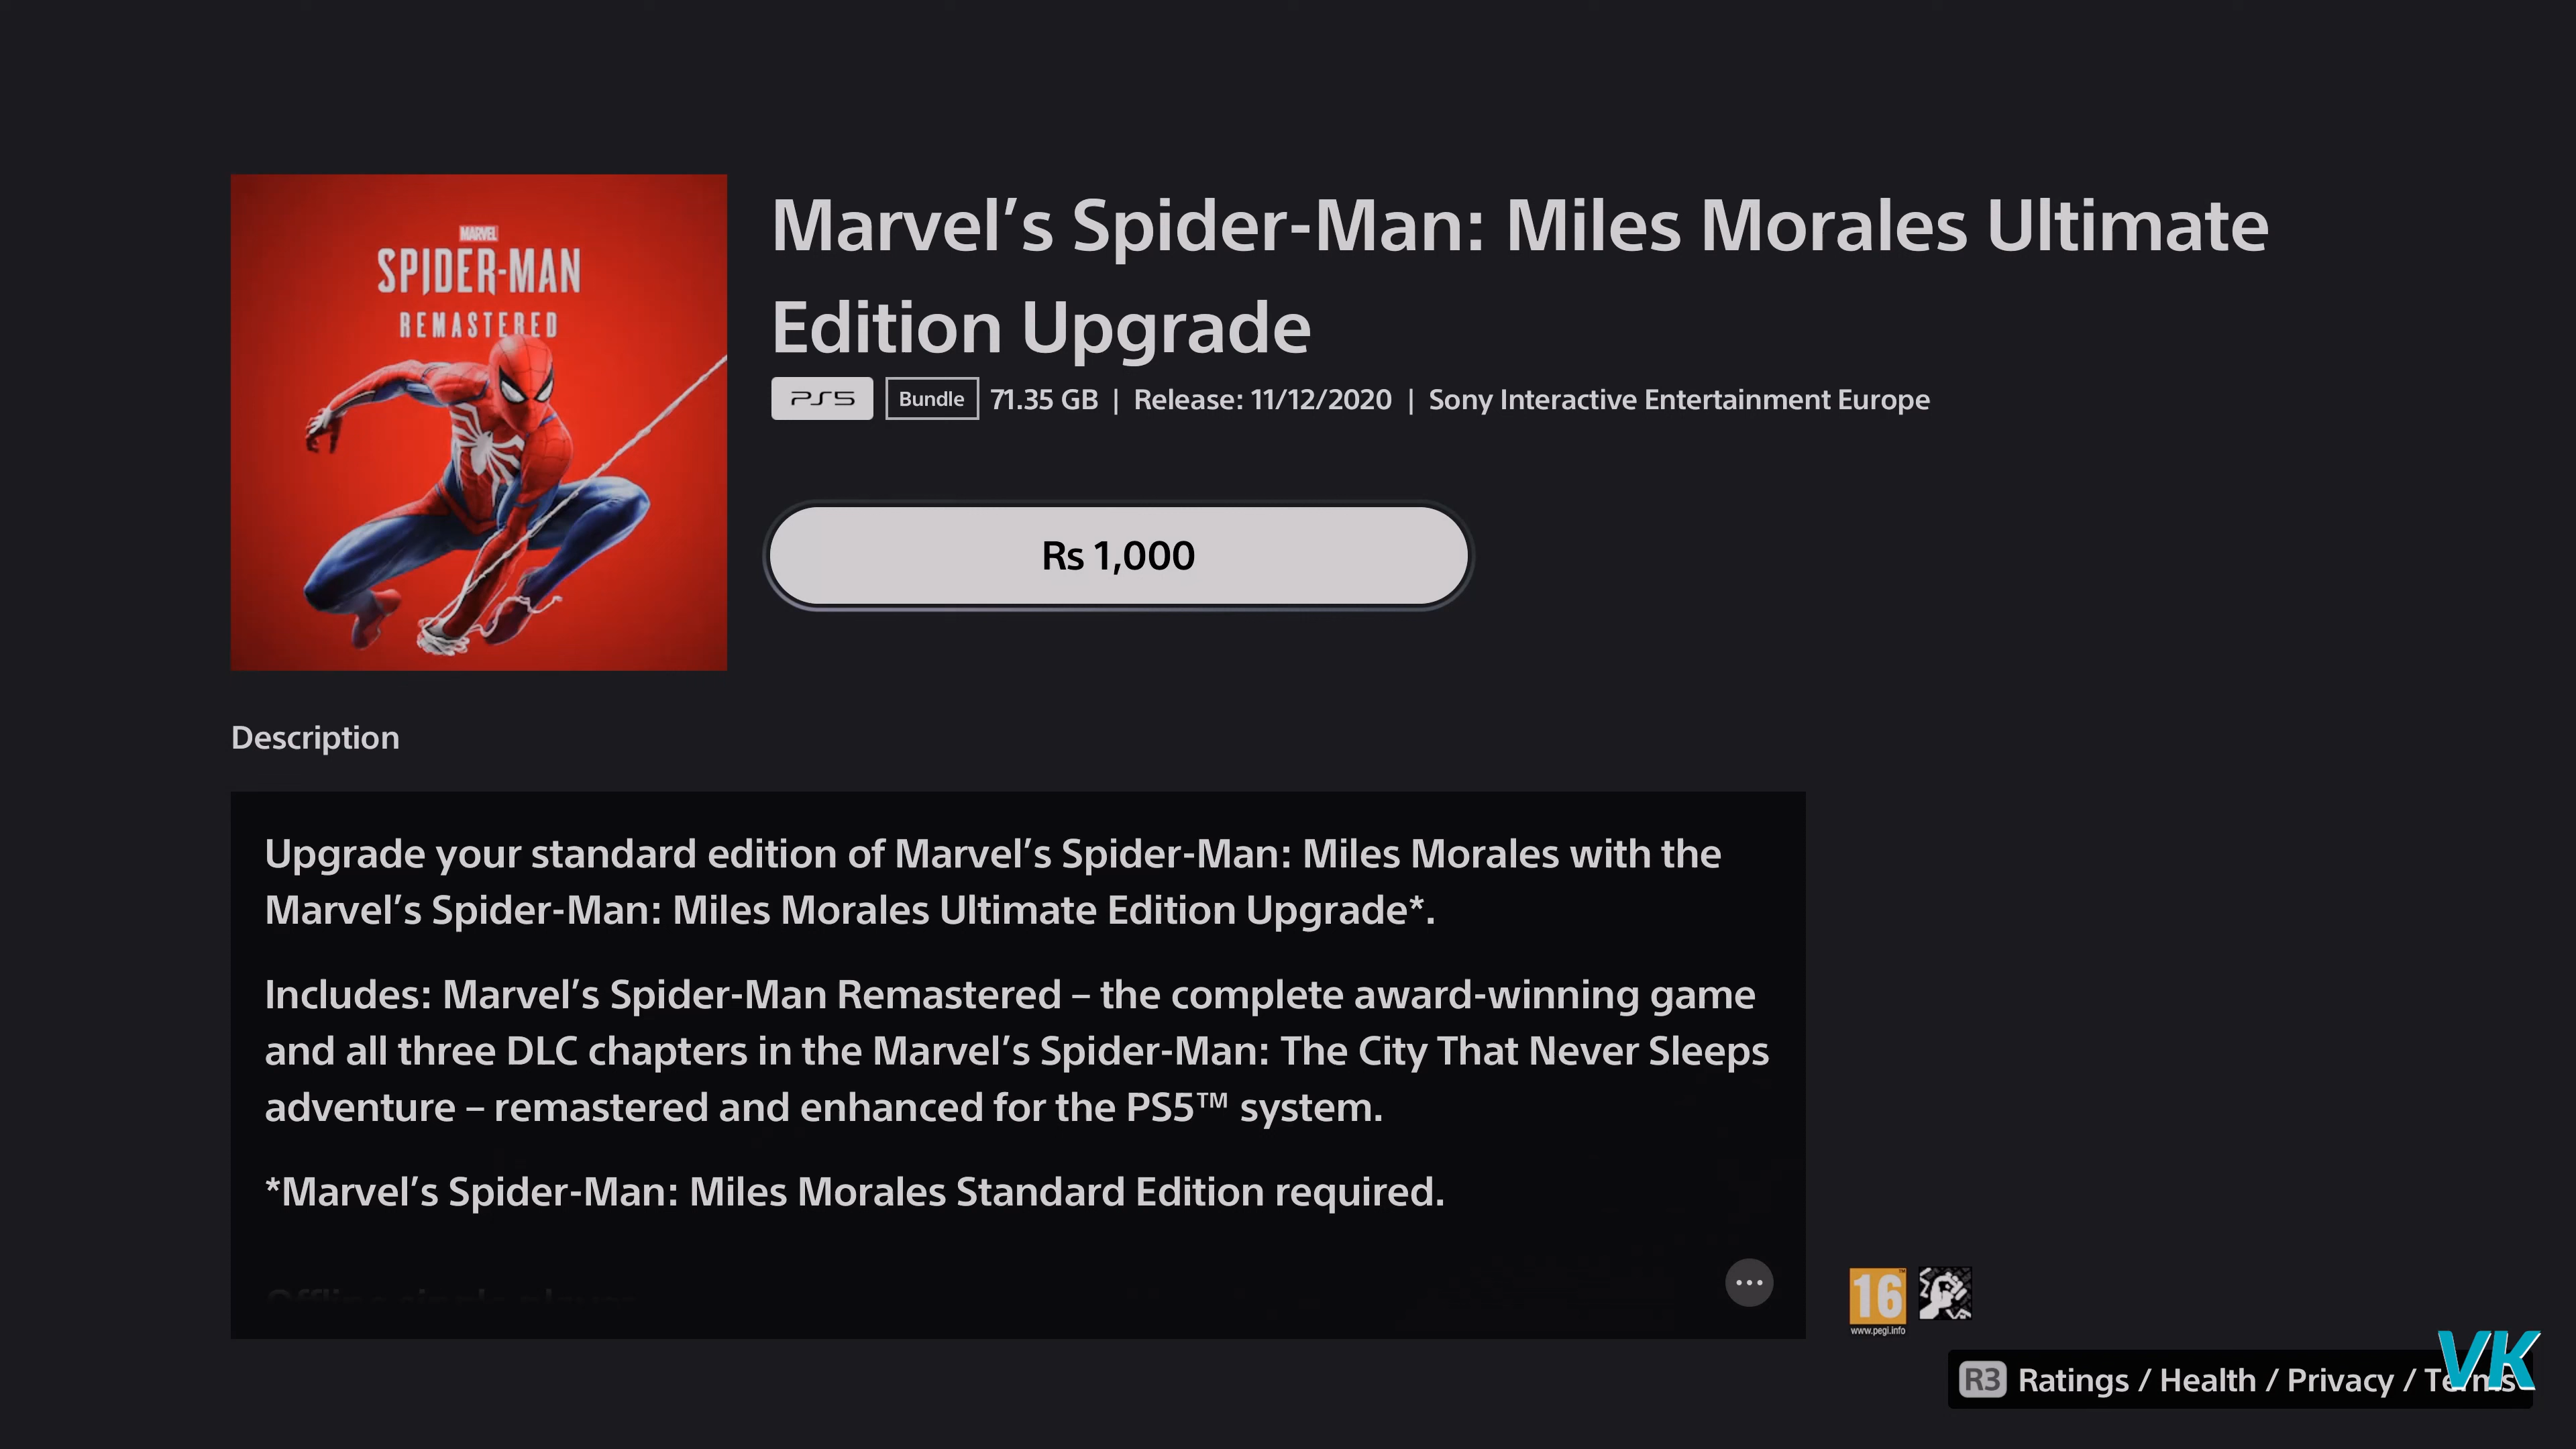 MARVEL
SPIDER-MAN
REMASTERED
Marvel’s Spider-Man: Miles Morales Ultimate
Edition Upgrade
PS5 Bundle 71.35 GB | Release: 11/12/2020 | Sony Interactive Entertainment Europe
Rs 1,000
Description
Upgrade your standard edition of Marvel’s Spider-Man: Miles Morales with the
Marvel’s Spider-Man: Miles Morales Ultimate Edition Upgrade*.
Includes: Marvel’s Spider-Man Remastered – the complete award-winning game
and all three DLC chapters in the Marvel’s Spider-Man: The City That Never Sleeps
adventure – remastered and enhanced for the PS5™ system.
*Marvel’s Spider-Man: Miles Morales Standard Edition required.
Offline single player
16
www.pegi.info
R3 Ratings / Health / Privacy / Terms
VK